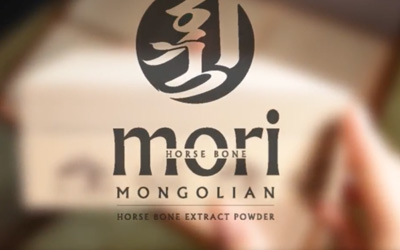 mori
HORSE BONE
MONGOLIAN
HORSE BONE EXTRACT POWDER